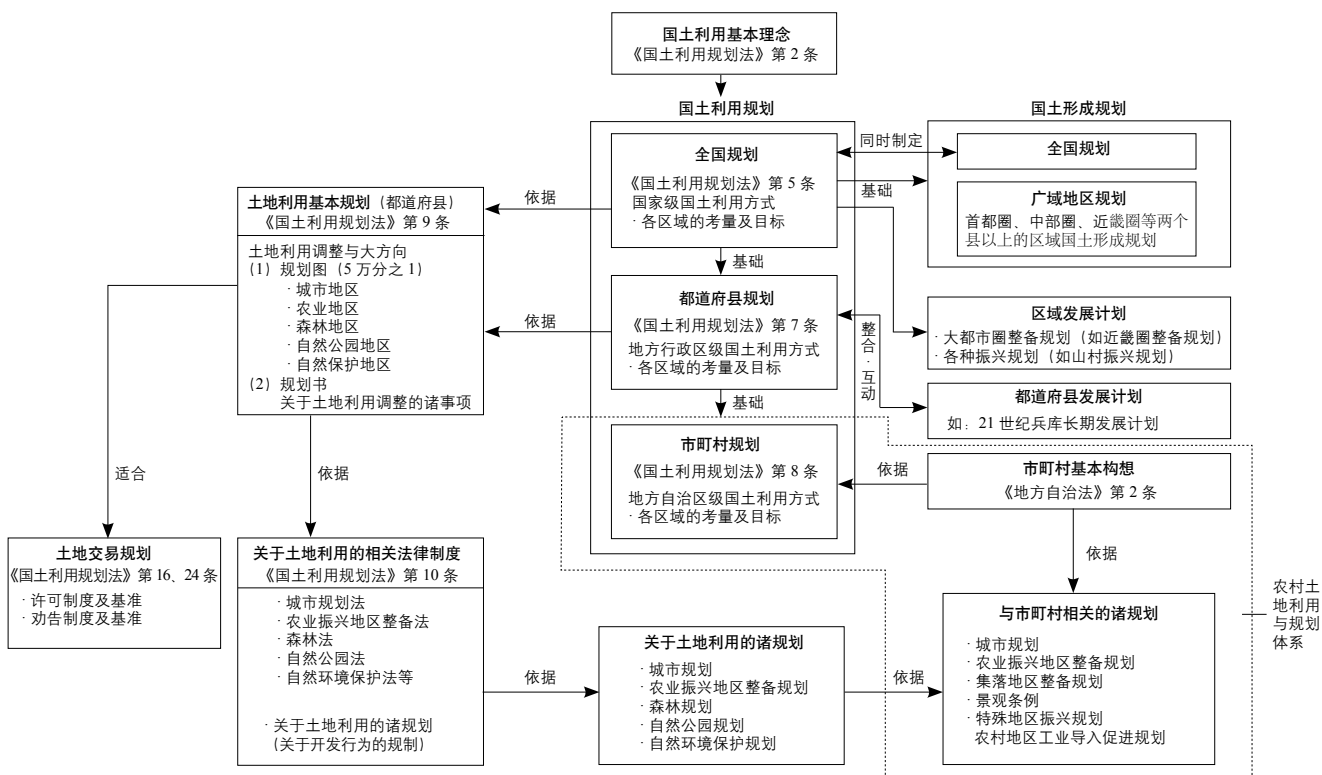 国土利用基本理念
《国土利用规划法》第 2 条
国土利用规划
全国规划
《国土利用规划法》第 5 条
国家级国土利用方式
· 各区域的考量及目标
基础
都道府县规划
《国土利用规划法》第 7 条
地方行政区级国土利用方式
· 各区域的考量及目标
基础
市町村规划
《国土利用规划法》第 8 条
地方自治区级国土利用方式
· 各区域的考量及目标
同时制定
基础
整合·互动
依据
国土形成规划
全国规划
广域地区规划
首都圈、中部圈、近畿圈等两个
县以上的区域国土形成规划
区域发展计划
· 大都市圈整备规划（如近畿圈整备规划）
· 各种振兴规划（如山村振兴规划）
都道府县发展计划
如：21 世纪兵库长期发展计划
市町村基本构想
《地方自治法》第 2 条
依据
依据
依据
土地利用基本规划（都道府县）
《国土利用规划法》第 9 条
土地利用调整与大方向
(1) 规划图（5 万分之 1）
· 城市地区
· 农业地区
· 森林地区
· 自然公园地区
· 自然保护地区
(2) 规划书
关于土地利用调整的诸事项
适合
依据
土地交易规划
《国土利用规划法》第 16、24 条
· 许可制度及基准
· 劝告制度及基准
关于土地利用的相关法律制度
《国土利用规划法》第 10 条
· 城市规划法
· 农业振兴地区整备法
· 森林法
· 自然公园法
· 自然环境保护法等
· 关于土地利用的诸规划
(关于开发行为的规制)
依据
关于土地利用的诸规划
· 城市规划
· 农业振兴地区整备规划
· 森林规划
· 自然公园规划
· 自然环境保护规划
依据
与市町村相关的诸规划
· 城市规划
· 农业振兴地区整备规划
· 集落地区整备规划
· 景观条例
· 特殊地区振兴规划
农村地区工业导入促进规划
农村土
地利用
与规划
体系